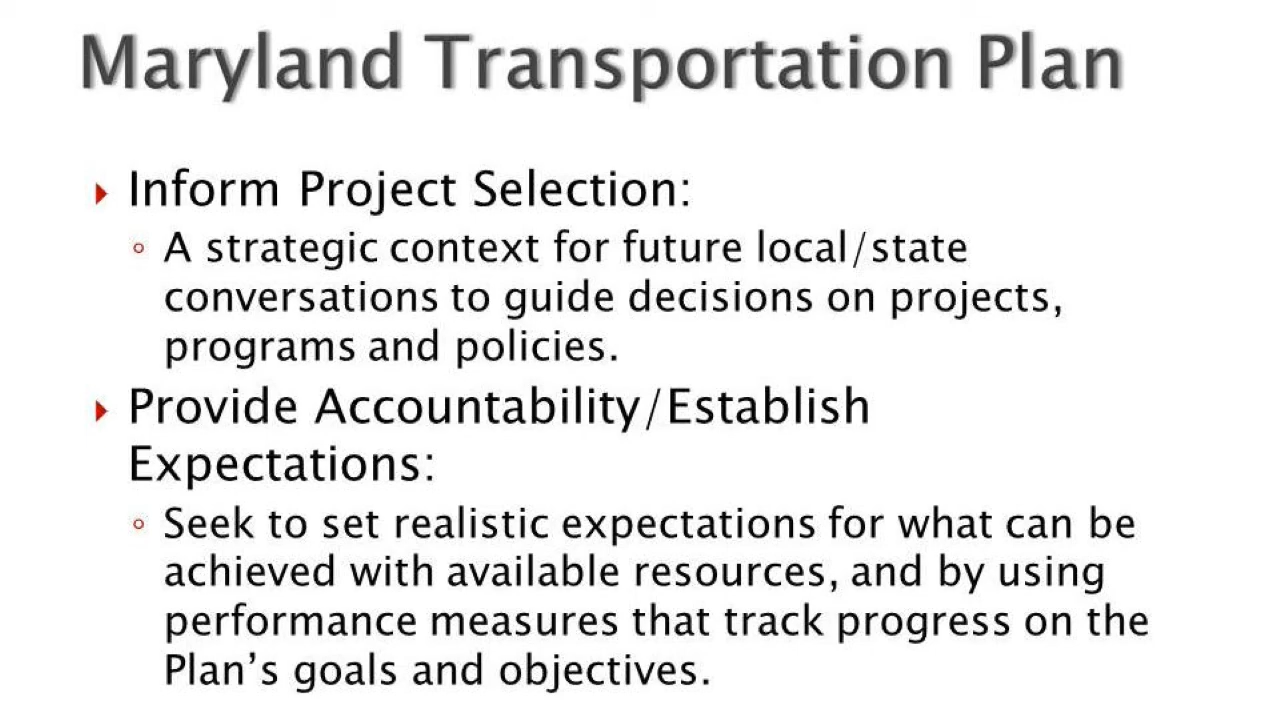 Maryland Transportation Plan
Inform Project Selection:
A strategic context for future local/state
conversations to guide decisions on projects,
programs and policies.
Provide Accountability/Establish
Expectations:
Seek to set realistic expectations for what can be
achieved with available resources, and by using
performance measures that track progress on the
Plan’s goals and objectives.